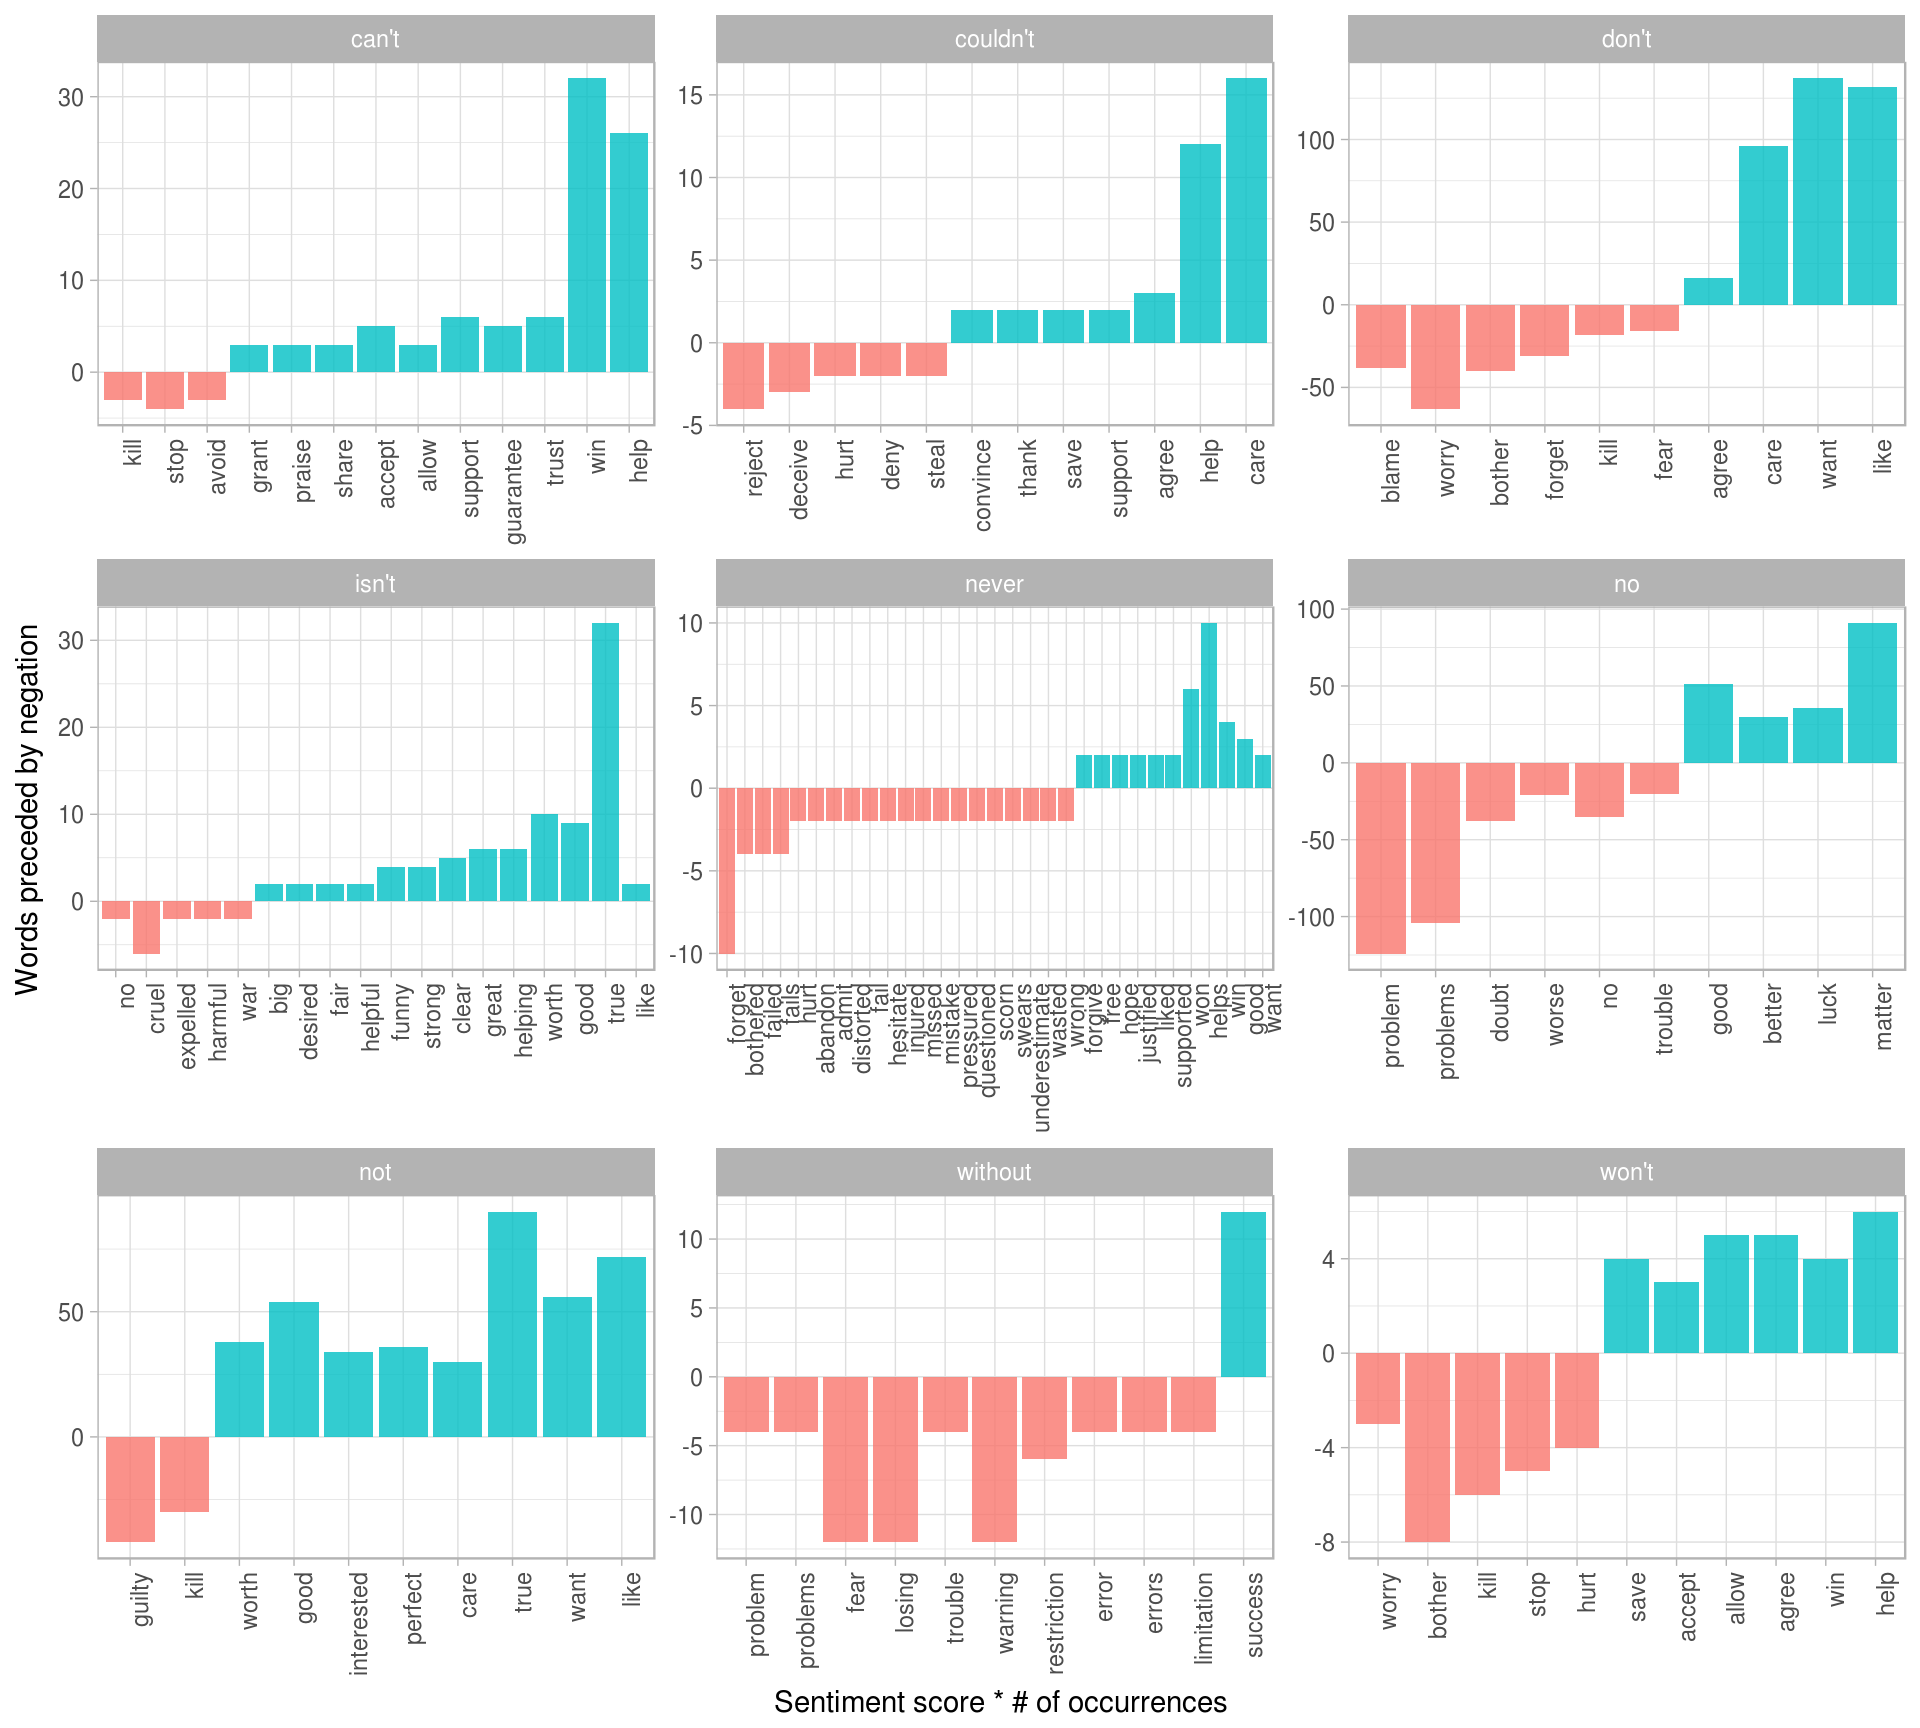 can't
couldn't
don't
30
20
10
0
15
10
5
0
-5
100
50
0
-50
kill stop avoid grant praise share accept allow support guarantee trust win help
reject deceive hurt deny steal convince thank save support agree help care
blame worry bother forget kill fear agree care want like
Words preceded by negation
isn't
never
no
30
20
10
0
10
5
0
-5
-10
100
50
0
-50
-100
no cruel expelled harmful war big desired fair helpful funny strong clear great helping worth good true like
forget bothered failed fails hurt abandon admit distorted fail hesitate injured missed mistake pressured questioned scorn swears underestimate wasted wrong forgive free hope justified liked supported won helps win good want
problem problems doubt worse no trouble good better luck matter
not
without
won't
50
0
10
5
0
-5
-10
4
0
-4
-8
guilty kill worth good interested perfect care true want like
problem problems fear losing trouble warning restriction error errors limitation success
worry bother kill stop hurt save accept allow agree win help
Sentiment score * # of occurrences